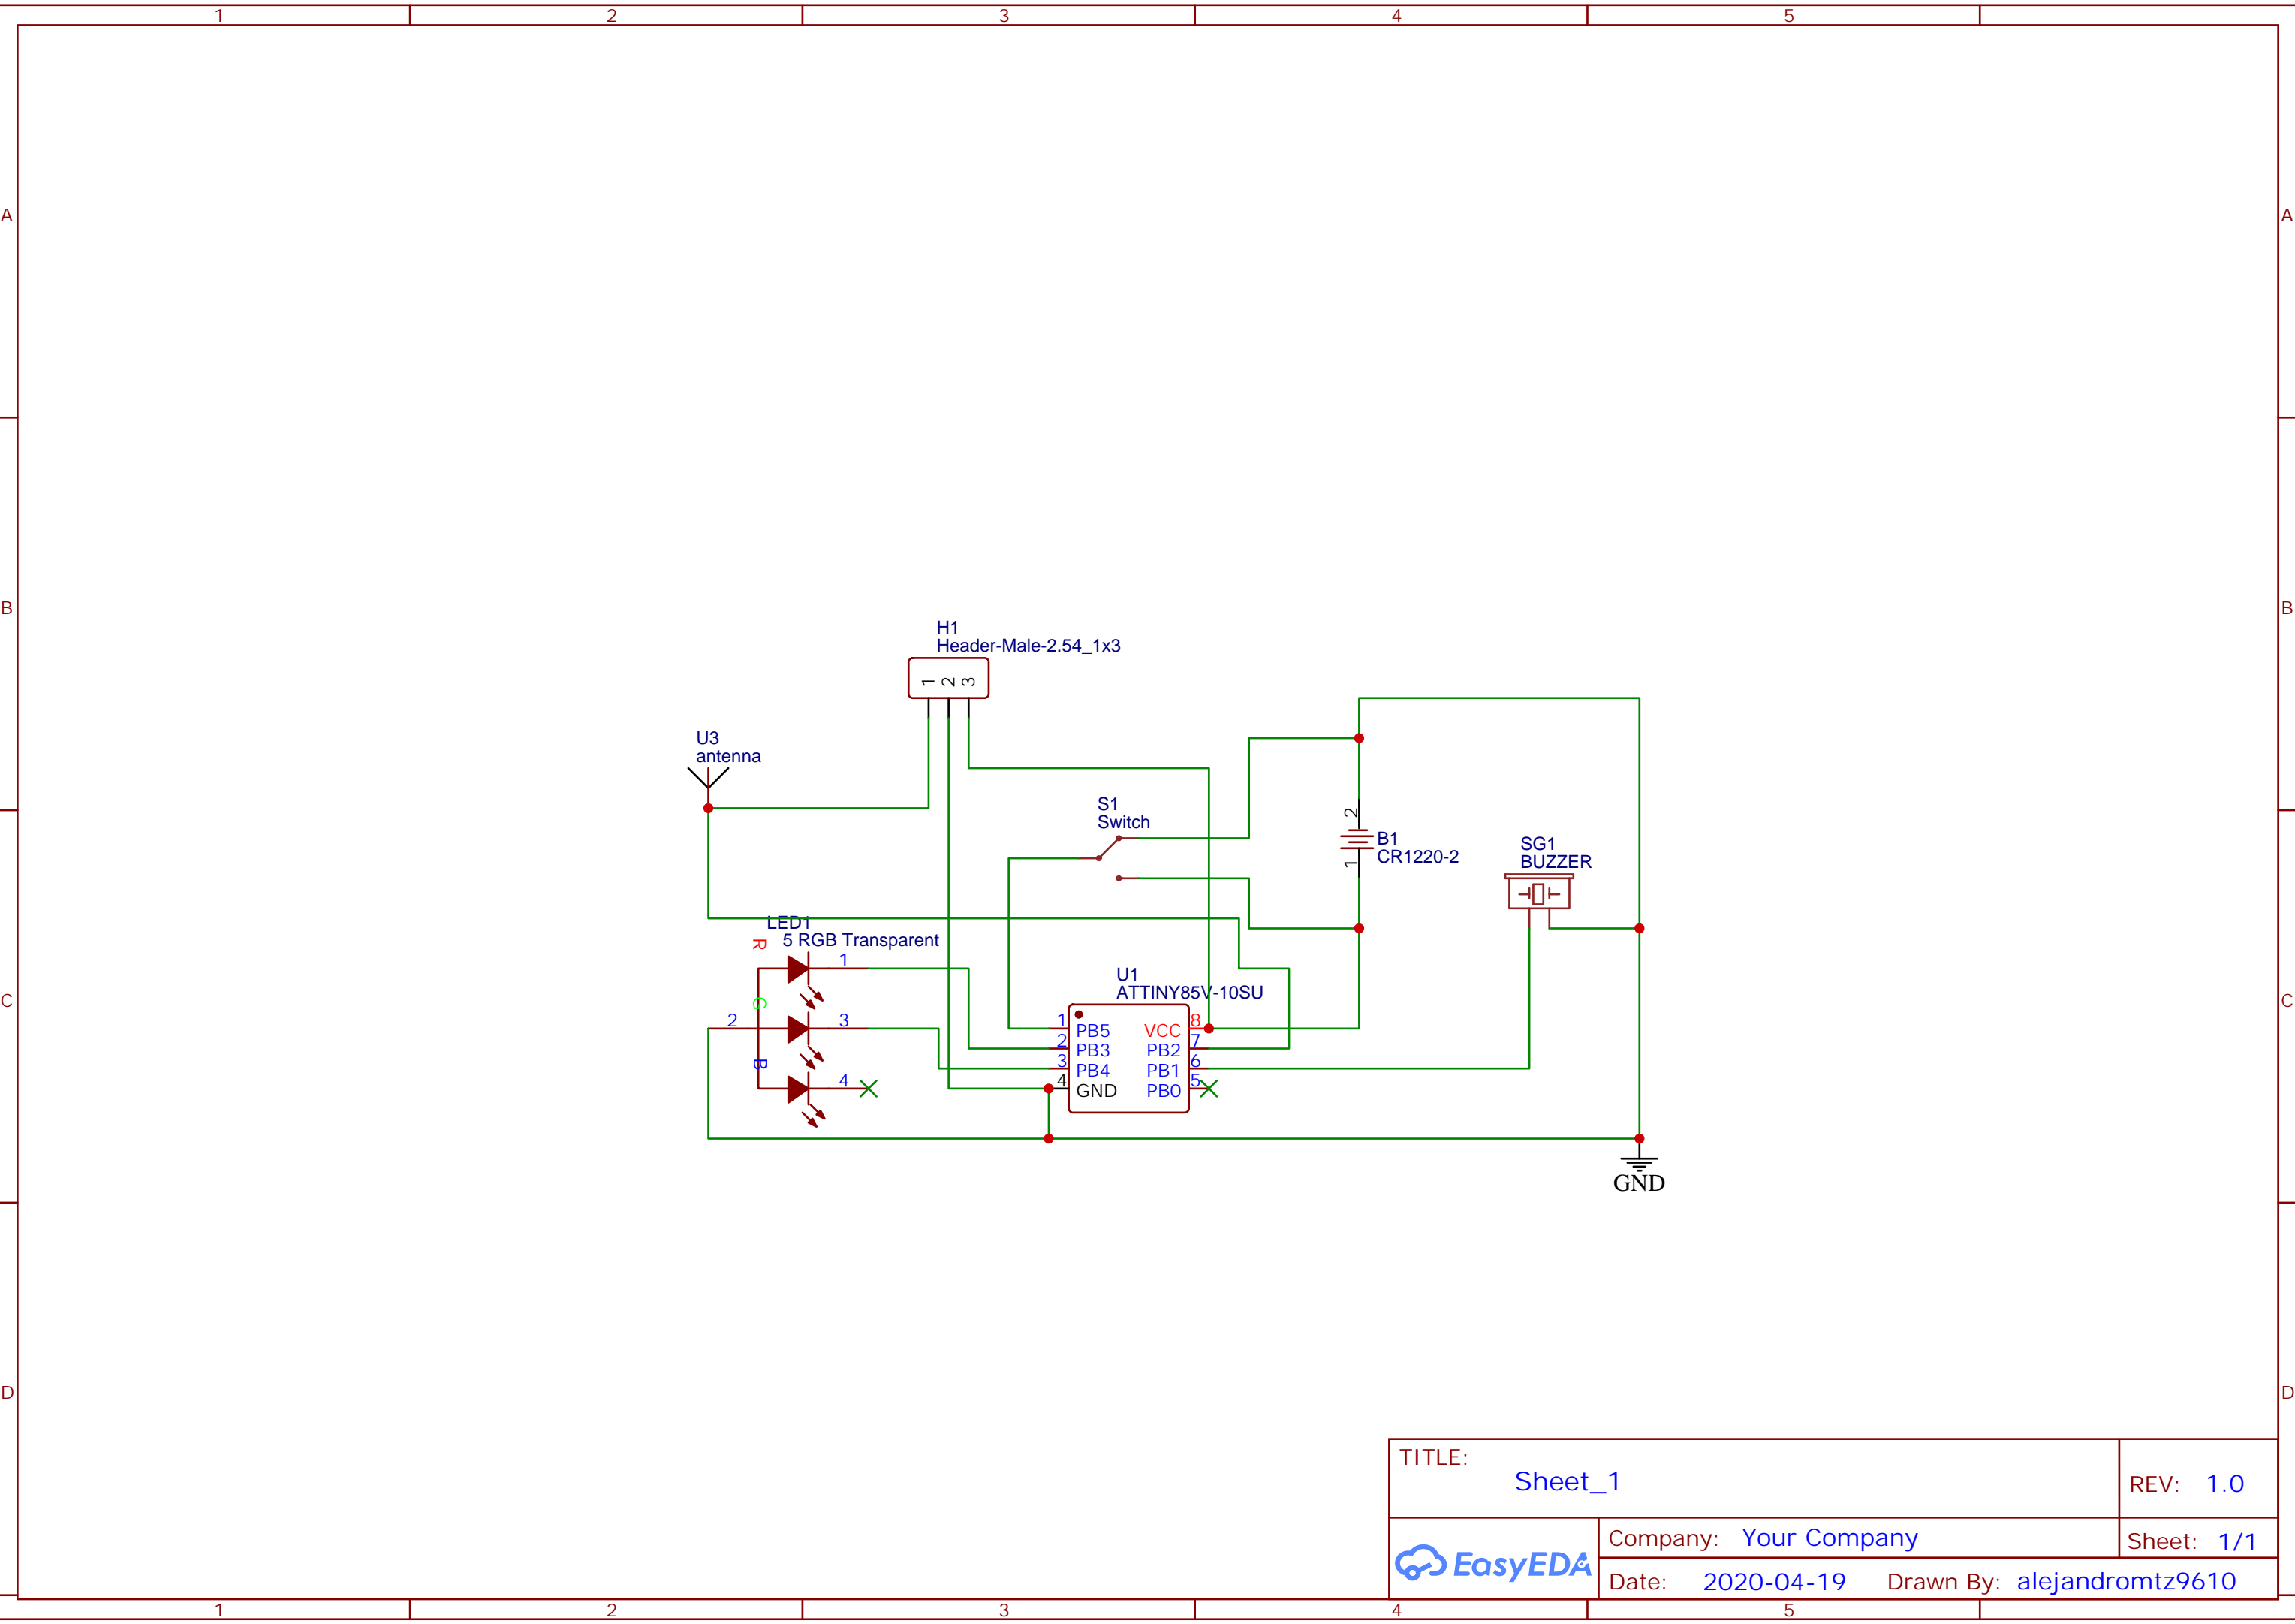 1 2 3 4 5
A A
B B
C C
D D
H1
Header-Male-2.54_1x3
1 2 3
U3
antenna
S1
Switch
2
B1
CR1220-2
1
SG1
BUZZER
LED1
5 RGB Transparent
R
1
G
2 3
B
4
U1
ATTINY85V-10SU
1 PB5 VCC 8
2 PB3 PB2 7
3 PB4 PB1 6
4 GND PB0 5
GND
TITLE:
Sheet_1
REV: 1.0
EasyEDA
Company: Your Company
Sheet: 1/1
Date: 2020-04-19 Drawn By: alejandromtz9610
1 2 3 4 5